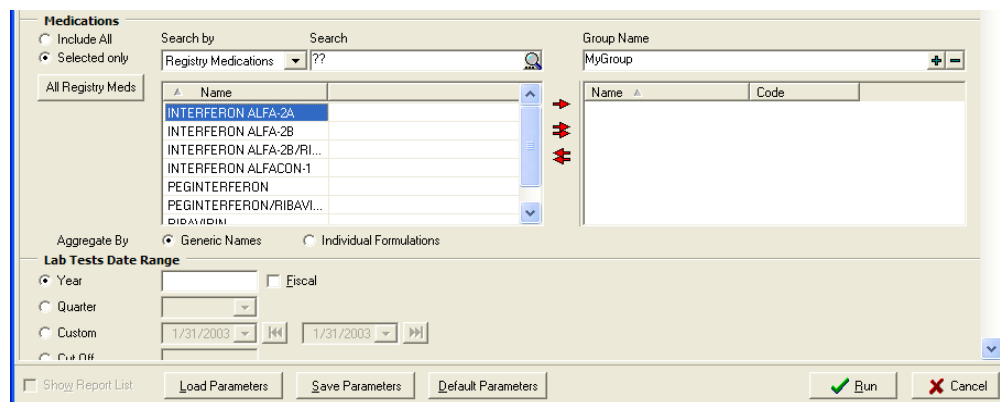 Medications
Include All Search by Search Group Name
Selected only Registry Medications ?? MyGroup
All Registry Meds Name Name Code
INTERFERON ALFA-2A
INTERFERON ALFA-2B
INTERFERON ALFA-2B/RI...
INTERFERON ALFACON-1
PEGINTERFERON
PEGINTERFERON/RIBAVI...
RIBAVIRIN
Aggregate By Generic Names Individual Formulations
Lab Tests Date Range
Year Fiscal
Quarter
Custom 1/31/2003 1/31/2003
Cut Off
Show Report List Load Parameters Save Parameters Default Parameters Run Cancel